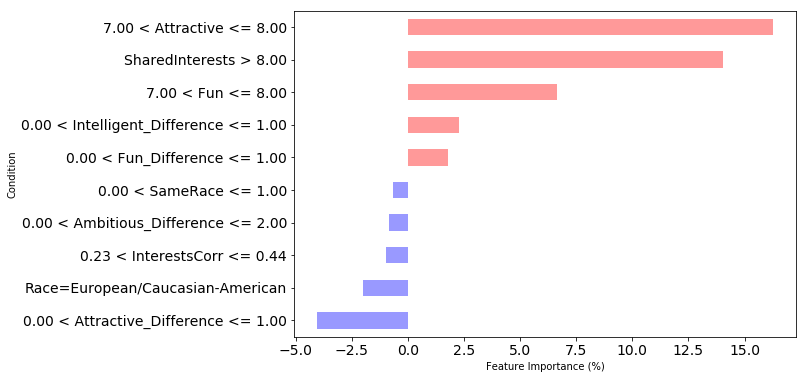 7.00 < Attractive <= 8.00
SharedInterests > 8.00
7.00 < Fun <= 8.00
0.00 < Intelligent_Difference <= 1.00
0.00 < Fun_Difference <= 1.00
0.00 < SameRace <= 1.00
0.00 < Ambitious_Difference <= 2.00
0.23 < InterestsCorr <= 0.44
Race=European/Caucasian-American
0.00 < Attractive_Difference <= 1.00
Condition
−5.0 −2.5 0.0 2.5 5.0 7.5 10.0 12.5 15.0
Feature Importance (%)